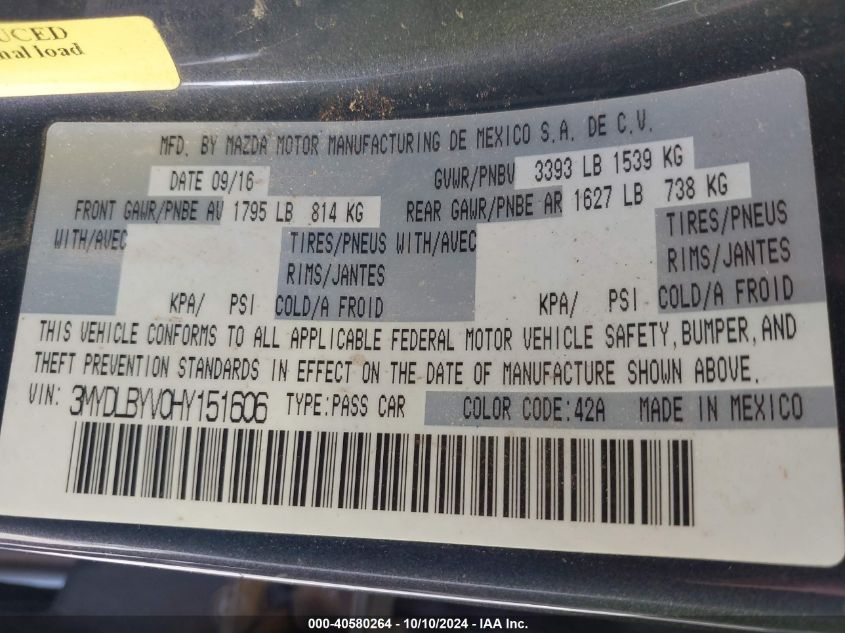 UCED
nal load
MFD. BY MAZDA MOTOR MANUFACTURING DE MEXICO S.A. DE C.V.
DATE 09/16 GVWR/PNBV 3393 LB 1539 KG
FRONT GAWR/PNBE AV 1795 LB 814 KG REAR GAWR/PNBE AR 1627 LB 738 KG
WITH/AVEC TIRES/PNEUS WITH/AVEC TIRES/PNEUS
RIMS/JANTES RIMS/JANTES
KPA/ PSI COLD/A FROID KPA/ PSI COLD/A FROID
THIS VEHICLE CONFORMS TO ALL APPLICABLE FEDERAL MOTOR VEHICLE SAFETY, BUMPER, AND
THEFT PREVENTION STANDARDS IN EFFECT ON THE DATE OF MANUFACTURE SHOWN ABOVE.
VIN: 3MYDLBYV0HY151606 TYPE:PASS CAR COLOR CODE:42A MADE IN MEXICO
000-40580264 - 10/10/2024 - IAA Inc.